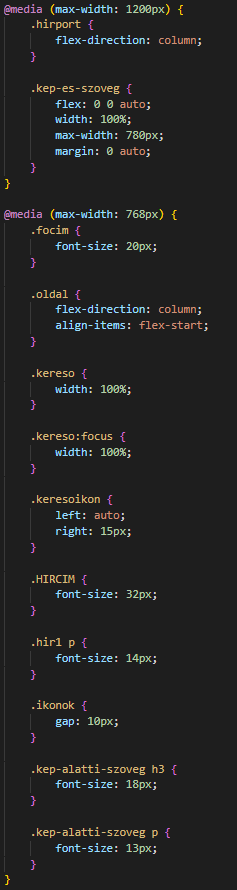 @media (max-width: 1200px) {
    .hirport {
        flex-direction: column;
    }

    .kep-es-szoveg {
        flex: 0 0 auto;
        width: 100%;
        max-width: 780px;
        margin: 0 auto;
    }
}

@media (max-width: 768px) {
    .focim {
        font-size: 20px;
    }

    .oldal {
        flex-direction: column;
        align-items: flex-start;
    }

    .kereso {
        width: 100%;
    }

    .kereso:focus {
        width: 100%;
    }

    .keresoikon {
        left: auto;
        right: 15px;
    }

    .HIRCIM {
        font-size: 32px;
    }

    .hir1 p {
        font-size: 14px;
    }

    .ikonok {
        gap: 10px;
    }

    .kep-alatti-szoveg h3 {
        font-size: 18px;
    }

    .kep-alatti-szoveg p {
        font-size: 13px;
    }
}